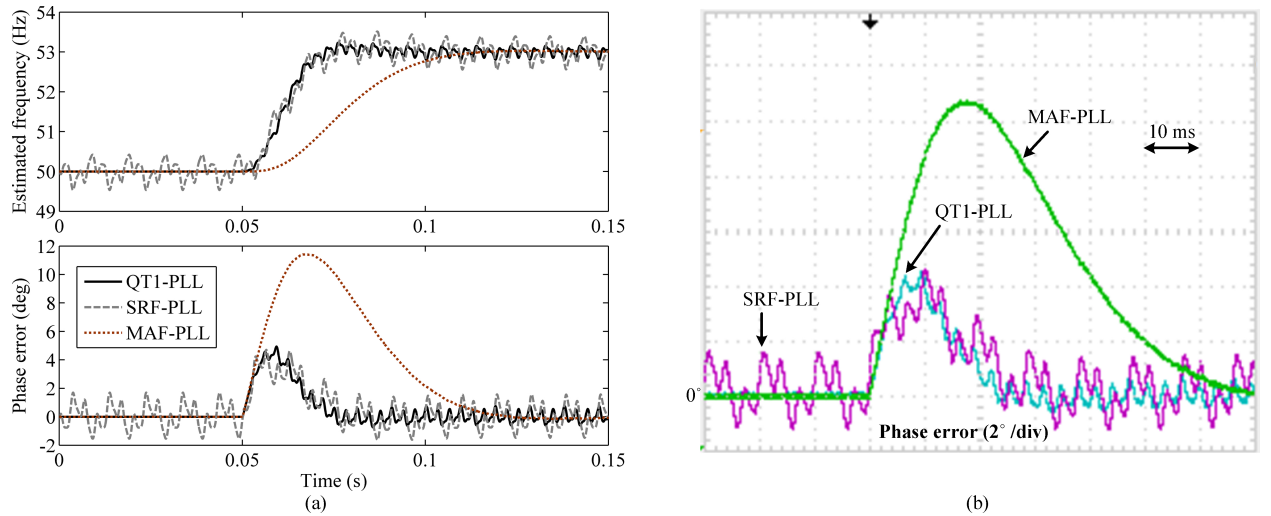 Estimated frequency (Hz)
54
53
52
51
50
49
0
0.05
0.1
0.15
Phase error (deg)
12
10
8
6
4
2
0
-2
QT1-PLL
SRF-PLL
MAF-PLL
0
0.05
0.1
0.15
Time (s)
(a)
MAF-PLL
10 ms
QT1-PLL
SRF-PLL
0°
Phase error (2° /div)
(b)